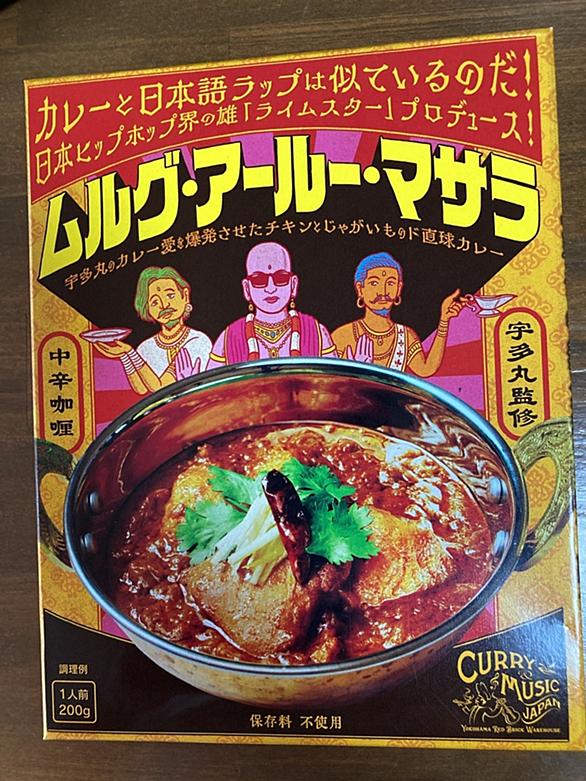 カレーと日本語ラップは似ているのだ!
日本ヒップホップ界の雄「ライムスター」プロデュース!
ムルグ・アールー・マサラ
宇多丸のカレー愛を爆発させたチキンとじゃがいものド直球カレー
中辛咖喱
宇多丸監修
調理例
1人前
200g
保存料 不使用
CURRY
&
MUSIC
JAPAN
YOKOHAMA RED BRICK WAREHOUSE